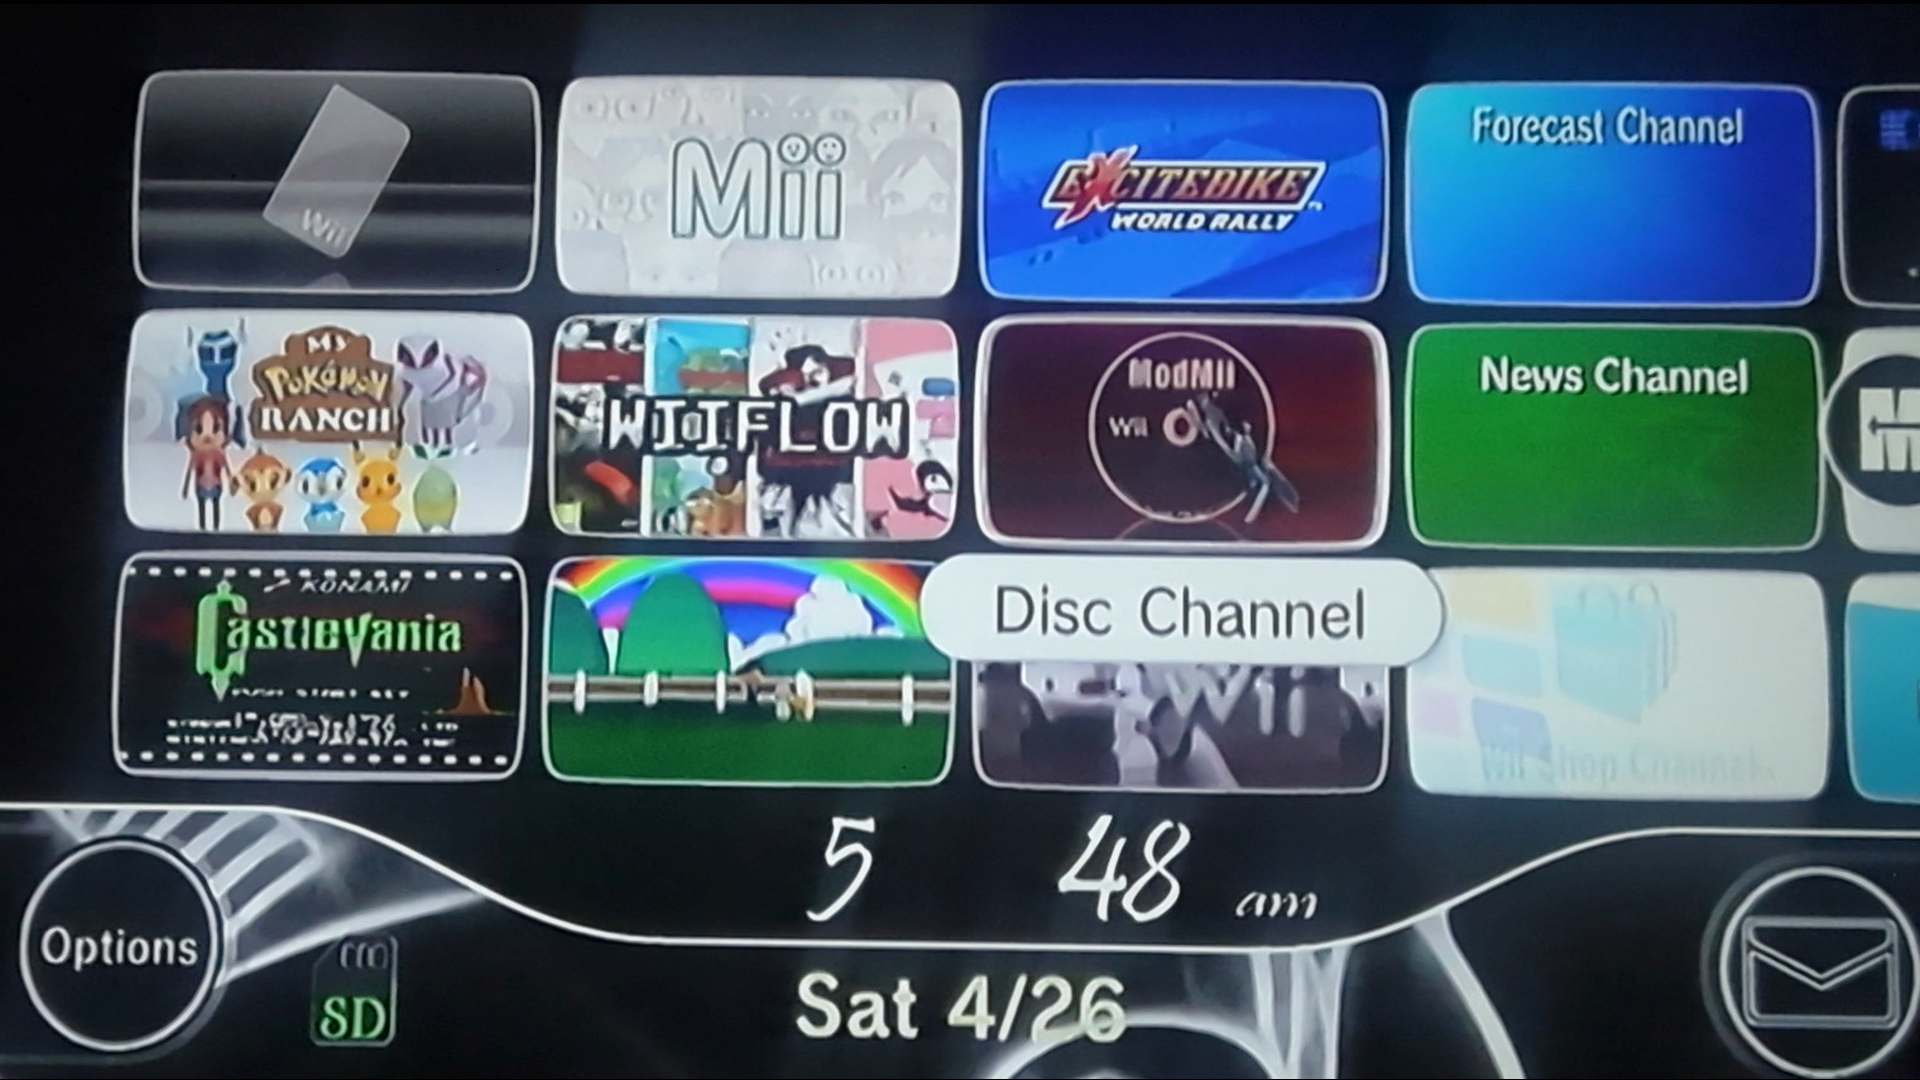 Wii
Mii
EXCITEBIKE
WORLD RALLY
Forecast Channel
MY
POKéMON
RANCH
WIIFLOW
ModMii
Wii
News Channel
M
KONAMI
Castlevania
Disc Channel
Wii
Wii Shop Channel
5 48 am
Options
SD
Sat 4/26